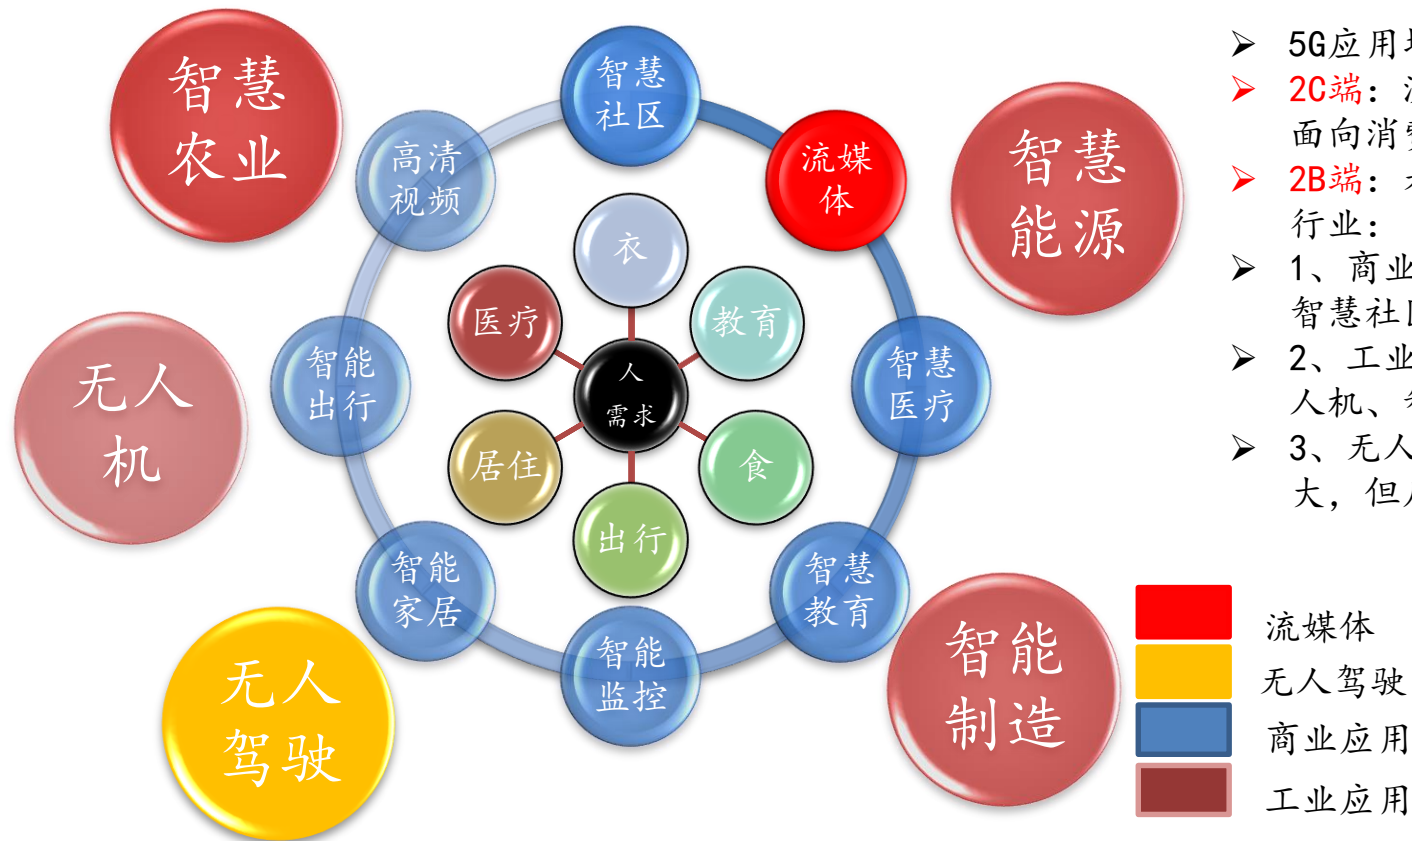 智慧
农业
智慧
社区
高清
视频
流媒
体
智慧
能源
衣
医疗
教育
人
需求
智能
出行
智慧
医疗
无人
机
居住
食
出行
智能
家居
智慧
教育
智能
监控
无人
驾驶
智能
制造
➢ 5G应用
➢ 2C端：
面向消
➢ 2B端：
行业：
➢ 1、商业
智慧社
➢ 2、工业
人机、
➢ 3、无人
大，但
流媒体
无人驾驶
商业应用
工业应用